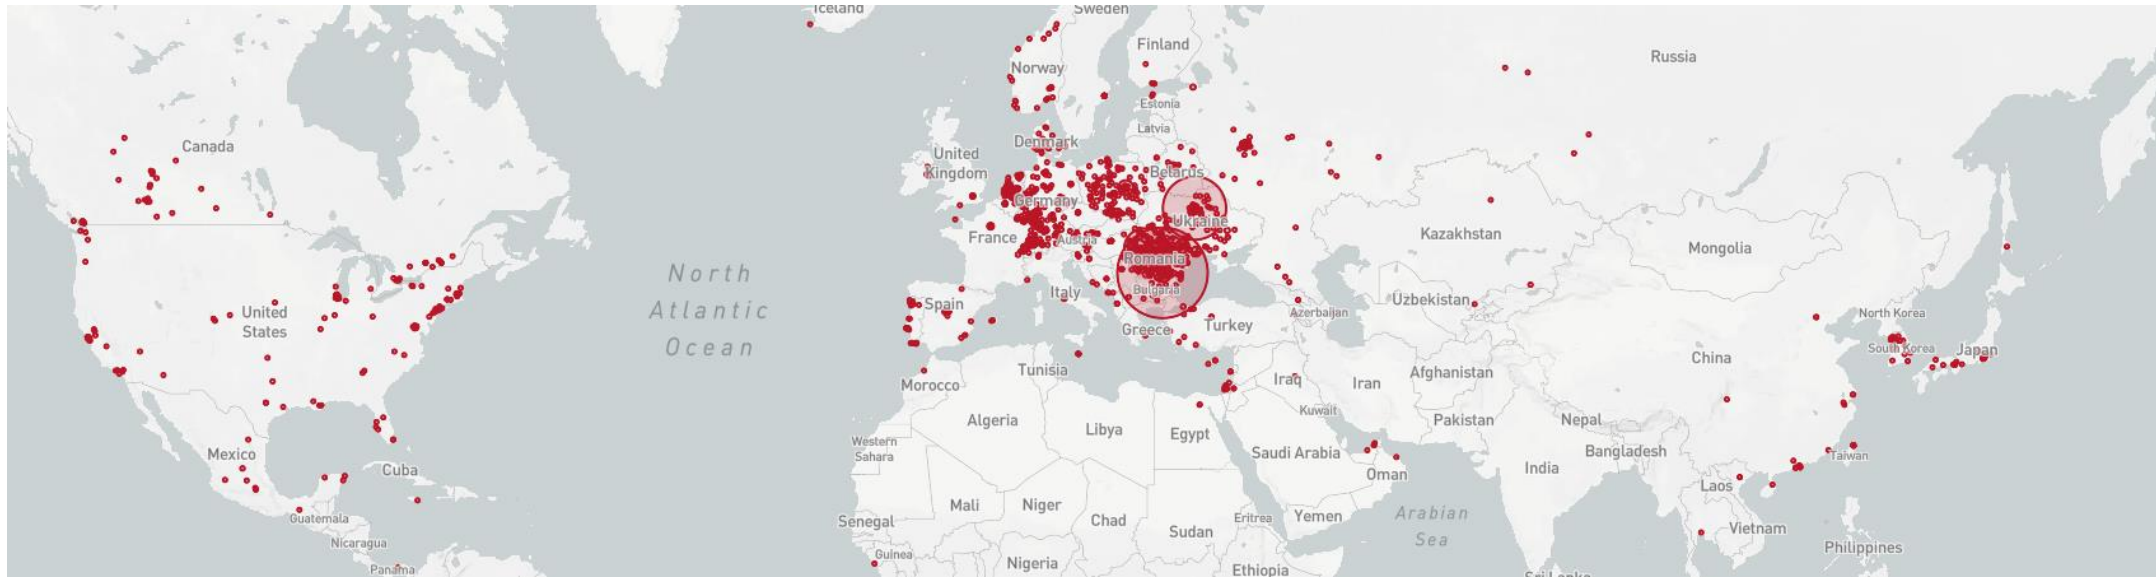 Iceland
Sweden
Finland
Norway
Russia
Estonia
Latvia
Denmark
Canada
United
Kingdom
Belarus
Germany
Ukraine
France
Austria
Kazakhstan
Mongolia
Romania
North
Atlantic
Ocean
Bulgaria
Italy
Spain
Uzbekistan
United
States
Greece
Turkey
Azerbaijan
North Korea
South Korea
Japan
China
Tunisia
Morocco
Iraq
Iran
Afghanistan
Kuwait
Algeria
Libya
Egypt
Pakistan
Nepal
Western
Sahara
Saudi Arabia
Bangladesh
Taiwan
Mexico
Cuba
India
Oman
Laos
Mali
Niger
Chad
Sudan
Eritrea
Yemen
Arabian
Sea
Senegal
Guatemala
Vietnam
Nicaragua
Philippines
Guinea
Nigeria
Ethiopia
Panama
Sri Lanka